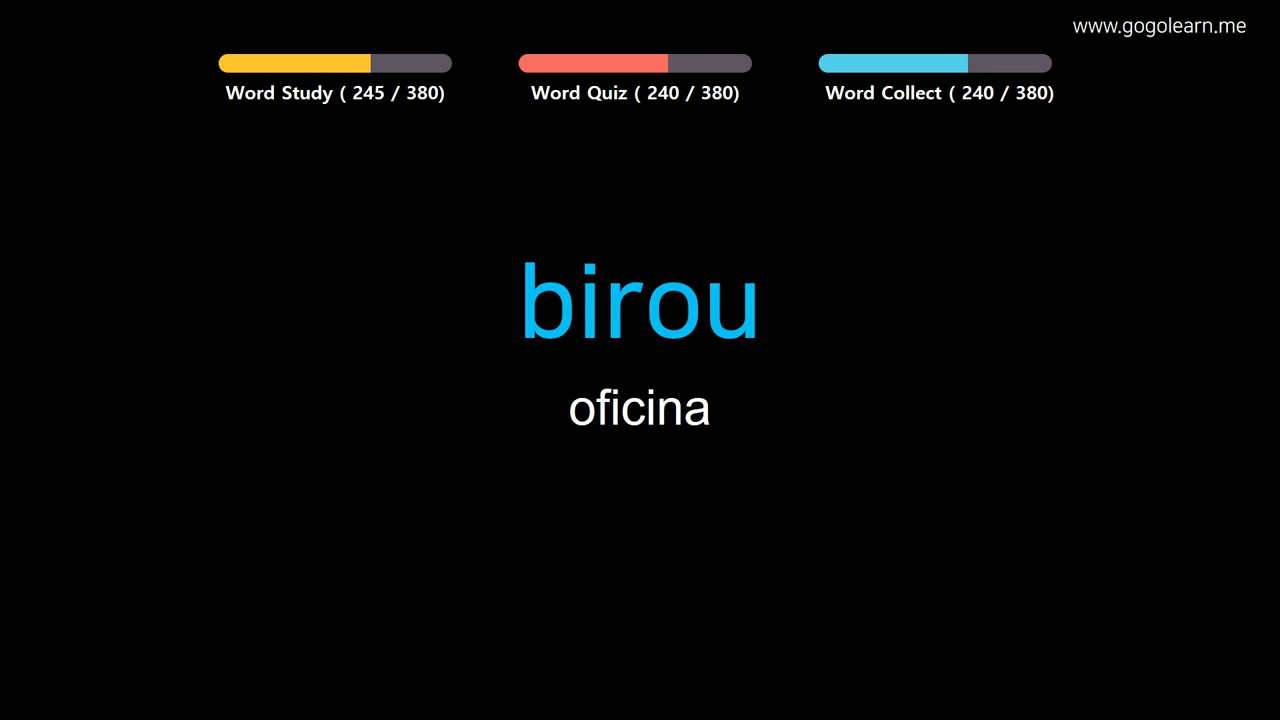 www.gogolearn.me
Word Study ( 245 / 380)
Word Quiz ( 240 / 380)
Word Collect ( 240 / 380)
birou
oficina